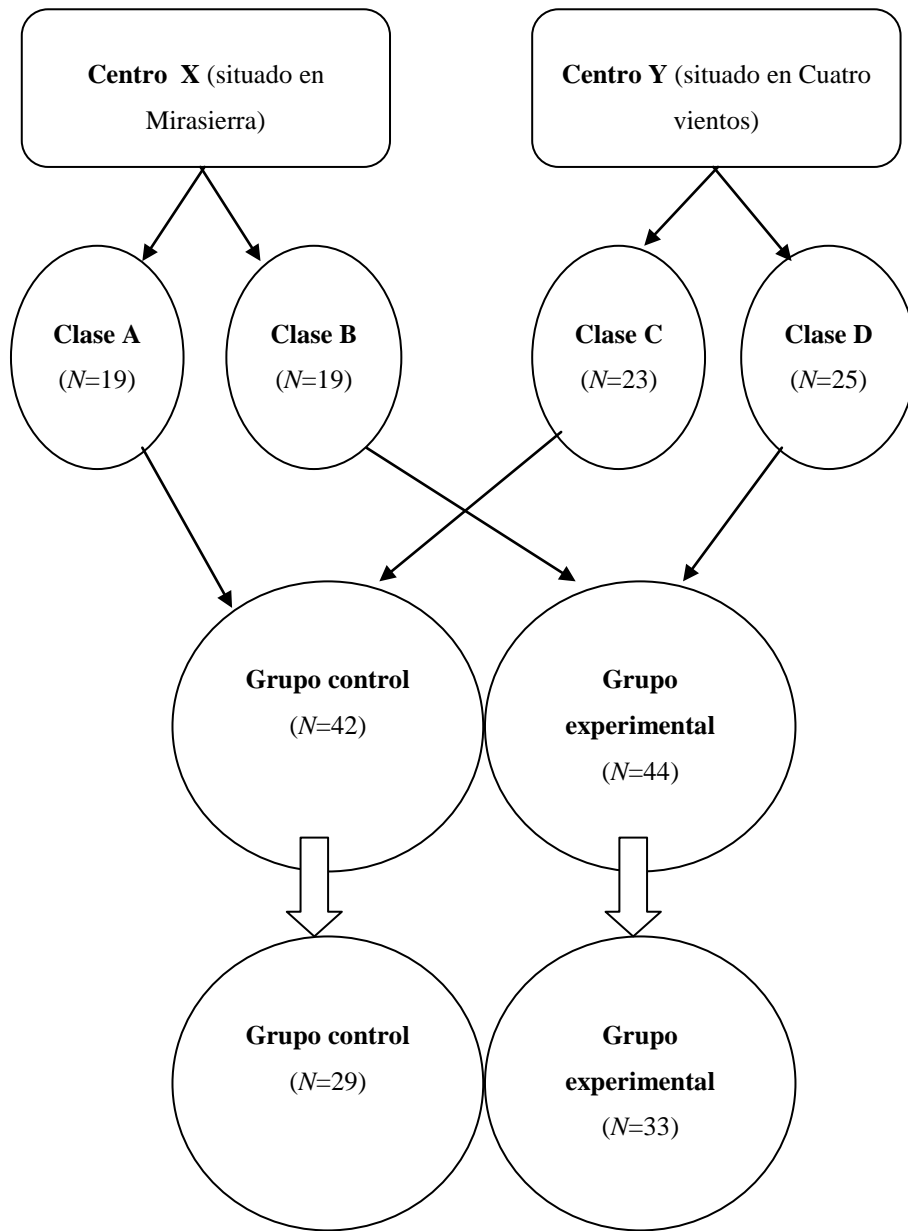 Centro X (situado en
Mirasierra)
Centro Y (situado en Cuatro
vientos)
Clase A
(N=19)
Clase B
(N=19)
Clase C
(N=23)
Clase D
(N=25)
Grupo control
(N=42)
Grupo
experimental
(N=44)
Grupo control
(N=29)
Grupo
experimental
(N=33)